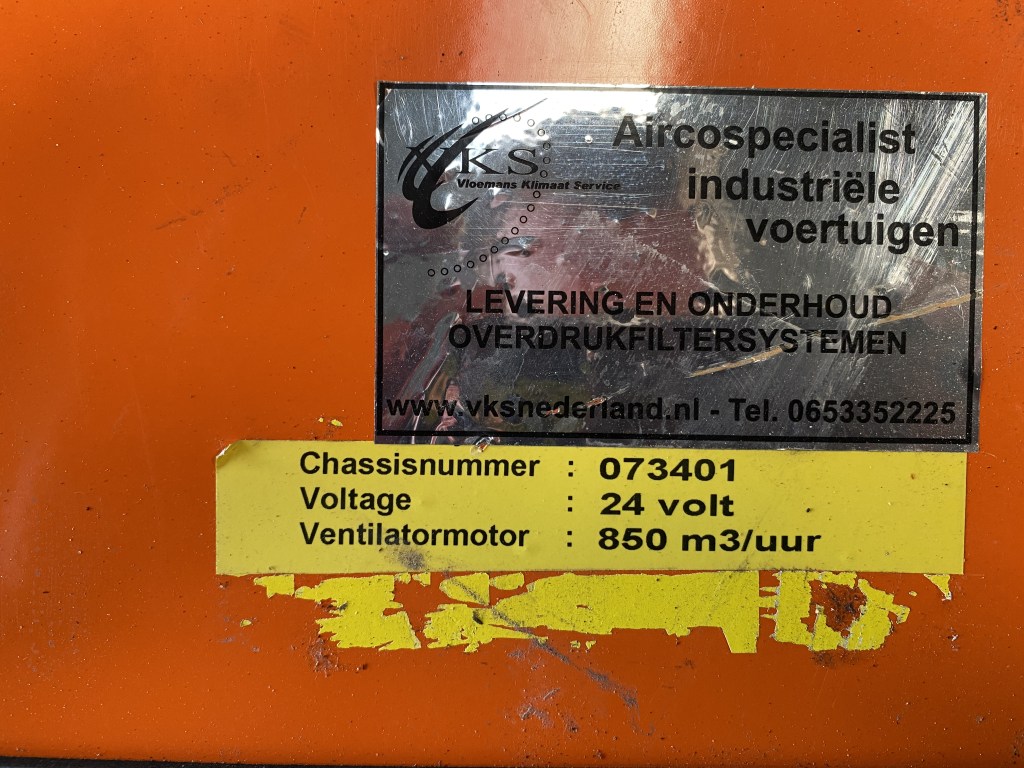 VKS
Vloemans Klimaat Service
Aircospecialist
industriële
voertuigen
LEVERING EN ONDERHOUD
OVERDRUKFILTERSYSTEMEN
www.vksnederland.nl - Tel. 0653352225
Chassisnummer : 073401
Voltage : 24 volt
Ventilatormotor : 850 m3/uur